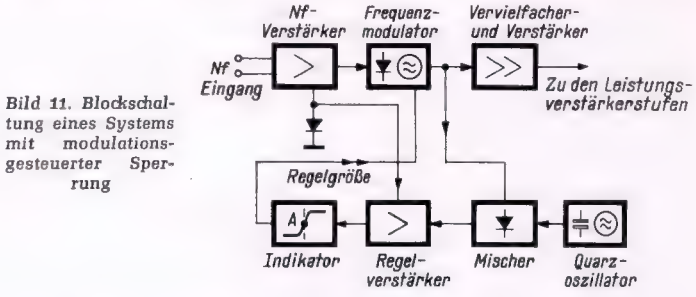 Nf-
Verstärker
Frequenz-
modulator
Vervielfacher-
und Verstärker
Nf
Eingang
Zu den Leistungs-
verstärkerstufen
Bild 11. Blockschal-
tung eines Systems
mit modulations-
gesteuerter Sper-
rung
Regelgröße
A
Indikator
Regel-
verstärker
Mischer
Quarz-
oszillator